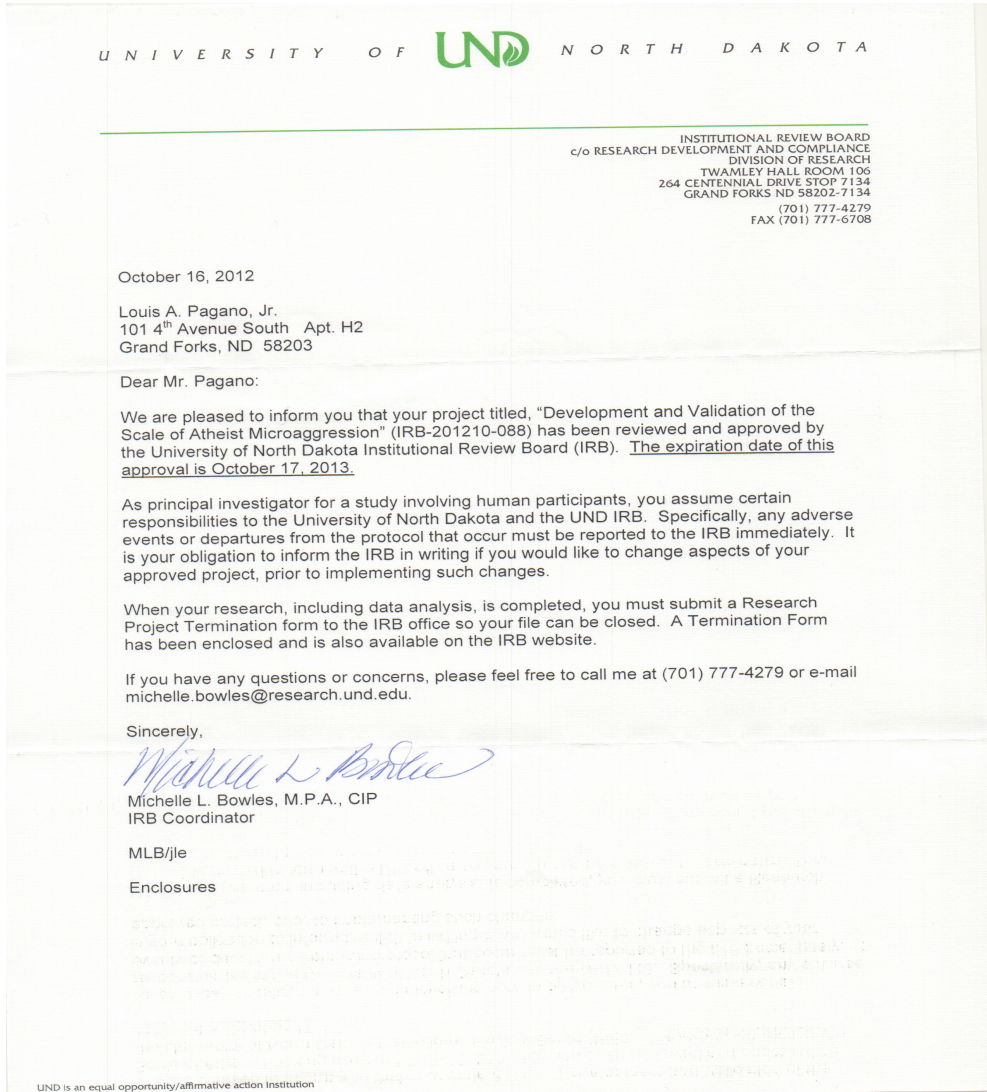 UNIVERSITY OF UND NORTH DAKOTA
INSTITUTIONAL REVIEW BOARD
c/o RESEARCH DEVELOPMENT AND COMPLIANCE
DIVISION OF RESEARCH
TWAMLEY HALL ROOM 106
264 CENTENNIAL DRIVE STOP 7134
GRAND FORKS ND 58202-7134
(701) 777-4279
FAX (701) 777-6708
October 16, 2012
Louis A. Pagano, Jr.
101 4th Avenue South Apt. H2
Grand Forks, ND 58203
Dear Mr. Pagano:
We are pleased to inform you that your project titled, “Development and Validation of the
Scale of Atheist Microaggression” (IRB-201210-088) has been reviewed and approved by
the University of North Dakota Institutional Review Board (IRB). The expiration date of this
approval is October 17, 2013.
As principal investigator for a study involving human participants, you assume certain
responsibilities to the University of North Dakota and the UND IRB. Specifically, any adverse
events or departures from the protocol that occur must be reported to the IRB immediately. It
is your obligation to inform the IRB in writing if you would like to change aspects of your
approved project, prior to implementing such changes.
When your research, including data analysis, is completed, you must submit a Research
Project Termination form to the IRB office so your file can be closed. A Termination Form
has been enclosed and is also available on the IRB website.
If you have any questions or concerns, please feel free to call me at (701) 777-4279 or e-mail
michelle.bowles@research.und.edu.
Sincerely,
Michelle L Bowles
Michelle L. Bowles, M.P.A., CIP
IRB Coordinator
MLB/jle
Enclosures
UND is an equal opportunity/affirmative action institution